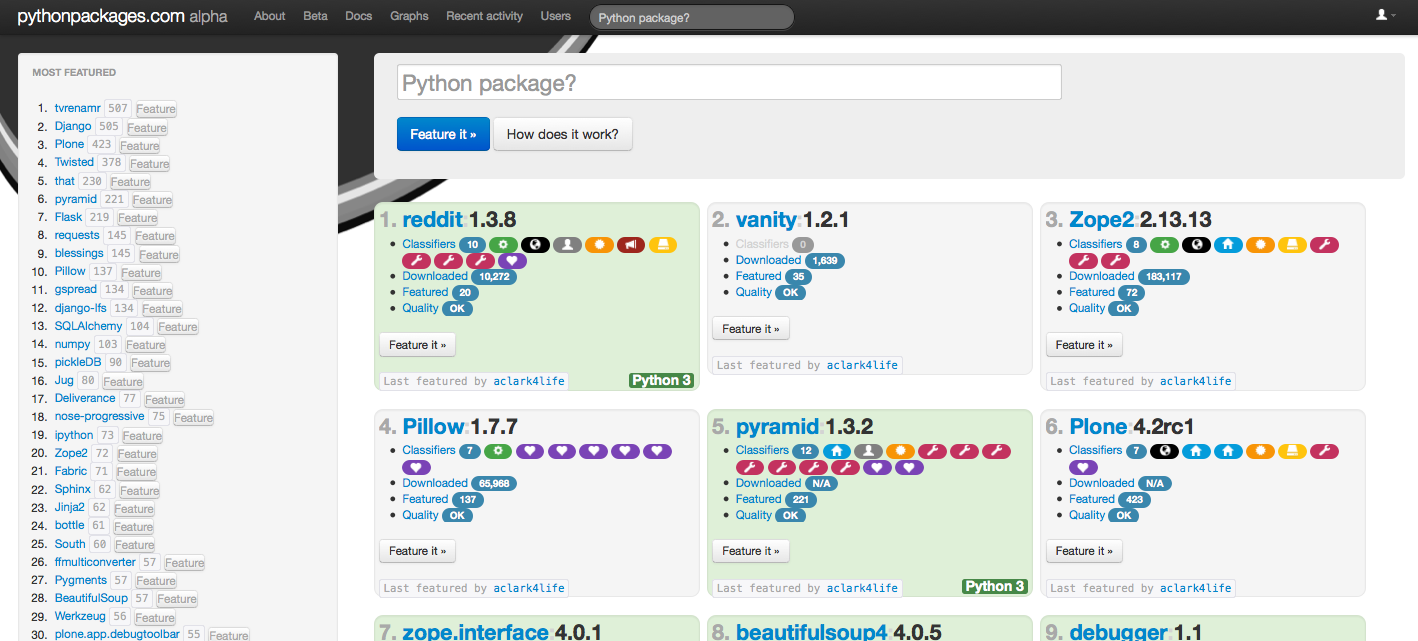 pythonpackages.com alpha About Beta Docs Graphs Recent activity Users Python package?
MOST FEATURED
1. tvrenamr 507 Feature
2. Django 505 Feature
3. Plone 423 Feature
4. Twisted 378 Feature
5. that 230 Feature
6. pyramid 221 Feature
7. Flask 219 Feature
8. requests 145 Feature
9. blessings 145 Feature
10. Pillow 137 Feature
11. gspread 134 Feature
12. django-lfs 134 Feature
13. SQLAlchemy 104 Feature
14. numpy 103 Feature
15. pickleDB 90 Feature
16. Jug 80 Feature
17. Deliverance 77 Feature
18. nose-progressive 75 Feature
19. ipython 73 Feature
20. Zope2 72 Feature
21. Fabric 71 Feature
22. Sphinx 62 Feature
23. Jinja2 62 Feature
24. bottle 61 Feature
25. South 60 Feature
26. ffmulticonverter 57 Feature
27. Pygments 57 Feature
28. BeautifulSoup 57 Feature
29. Werkzeug 56 Feature
30. plone.app.debugtoolbar 55 Feature
Python package?
Feature it » How does it work?
1. reddit:1.3.8
Classifiers 10
Downloaded 10,272
Featured 20
Quality OK
Feature it »
Last featured by aclark4life Python 3
2. vanity:1.2.1
Classifiers 0
Downloaded 1,639
Featured 35
Quality OK
Feature it »
Last featured by aclark4life
3. Zope2:2.13.13
Classifiers 8
Downloaded 183,117
Featured 72
Quality OK
Feature it »
Last featured by aclark4life
4. Pillow:1.7.7
Classifiers 7
Downloaded 65,968
Featured 137
Quality OK
Feature it »
Last featured by aclark4life
5. pyramid:1.3.2
Classifiers 12
Downloaded N/A
Featured 221
Quality OK
Feature it »
Last featured by aclark4life Python 3
6. Plone:4.2rc1
Classifiers 7
Downloaded N/A
Featured 423
Quality OK
Feature it »
Last featured by aclark4life
7. zope.interface:4.0.1
8. beautifulsoup4:4.0.5
9. debugger:1.1